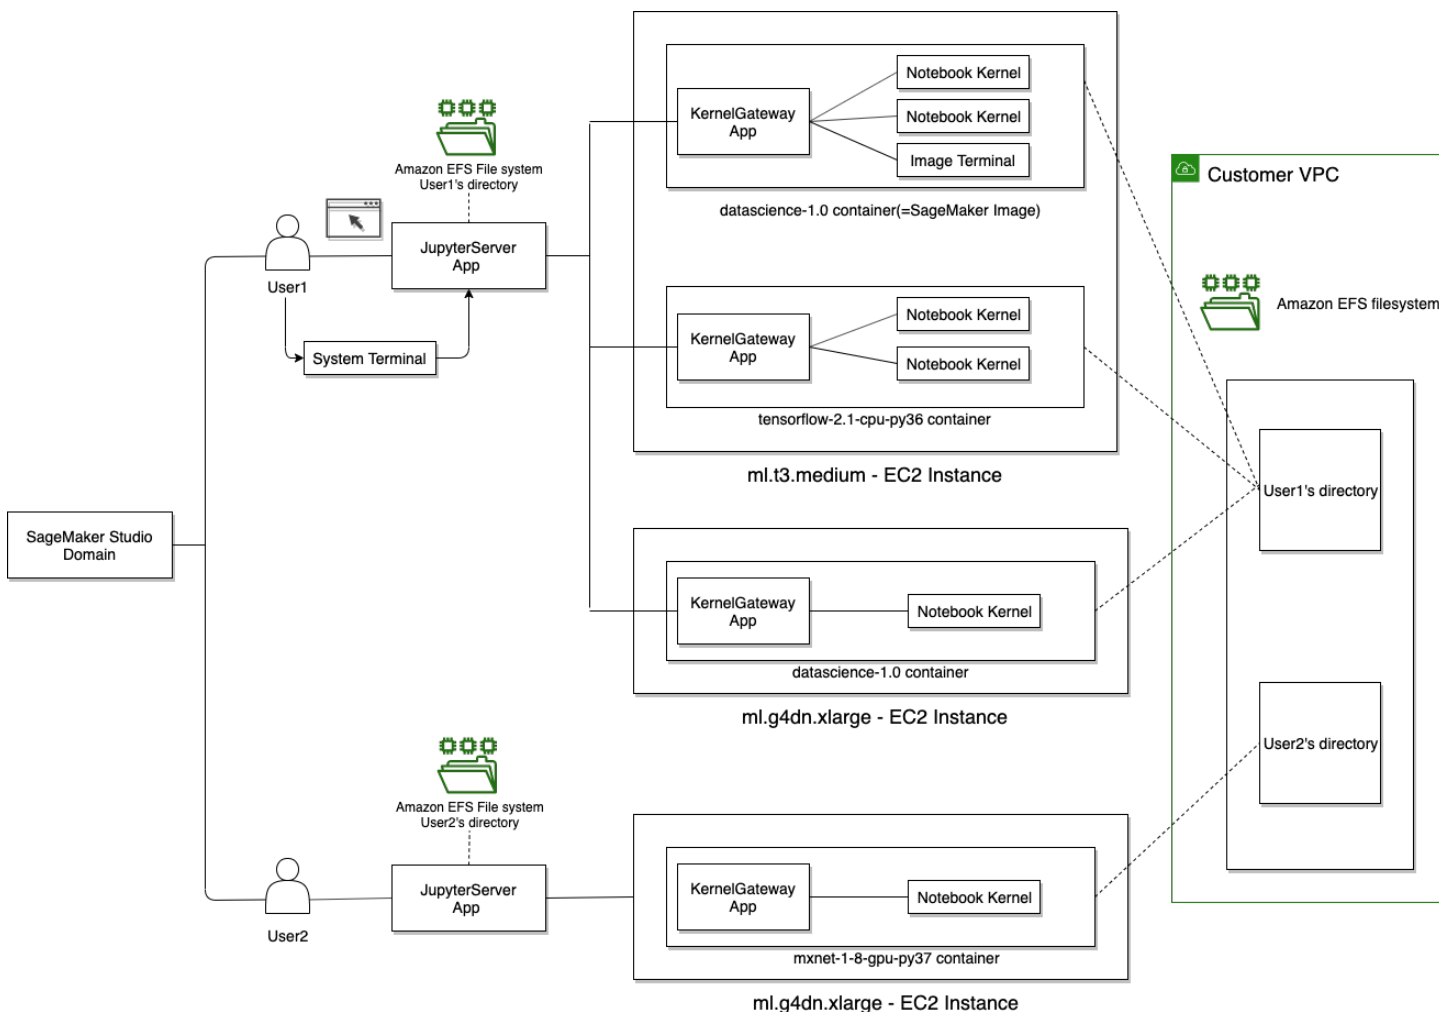 Notebook Kernel
KernelGateway
App
Notebook Kernel
Image Terminal
datascience-1.0 container(=SageMaker Image)
Amazon EFS File system
User1's directory
JupyterServer
App
User1
System Terminal
Notebook Kernel
KernelGateway
App
Notebook Kernel
tensorflow-2.1-cpu-py36 container
ml.t3.medium - EC2 Instance
Customer VPC
Amazon EFS filesystem
User1's directory
User2's directory
SageMaker Studio
Domain
KernelGateway
App
Notebook Kernel
datascience-1.0 container
ml.g4dn.xlarge - EC2 Instance
Amazon EFS File system
User2's directory
JupyterServer
App
User2
KernelGateway
App
Notebook Kernel
mxnet-1-8-gpu-py37 container
ml.g4dn.xlarge - EC2 Instance